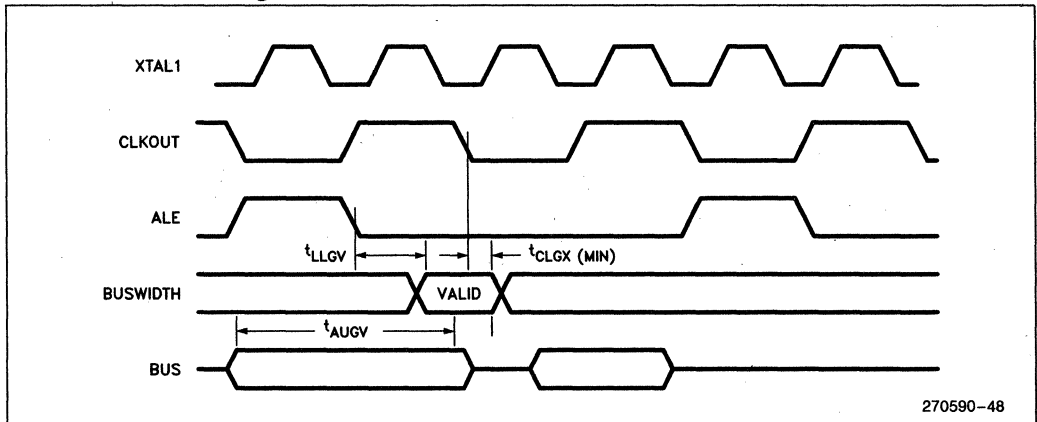 XTAL1
CLKOUT
ALE
tLLGV
tCLGX (MIN)
BUSWIDTH
VALID
tAUGV
BUS
270590-48